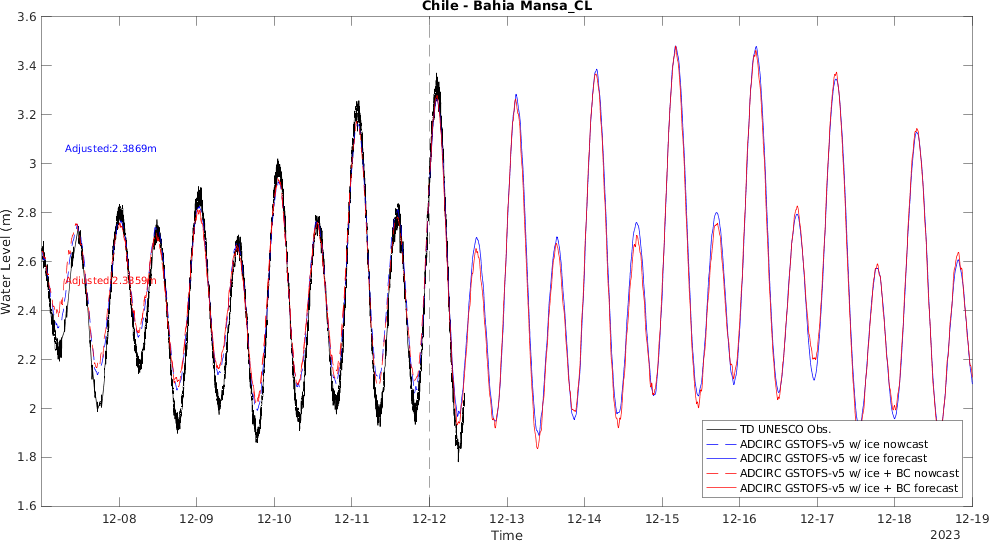 Chile - Bahia Mansa_CL
3.6
3.4
3.2
3
2.8
2.6
2.4
2.2
2
1.8
1.6
Water Level (m)
Adjusted:2.3869m
Adjusted:2.3359m
TD UNESCO Obs.
ADCIRC GSTOFS-v5 w/ ice nowcast
ADCIRC GSTOFS-v5 w/ ice forecast
ADCIRC GSTOFS-v5 w/ ice + BC nowcast
ADCIRC GSTOFS-v5 w/ ice + BC forecast
12-08 12-09 12-10 12-11 12-12 12-13 12-14 12-15 12-16 12-17 12-18 12-19
Time
2023